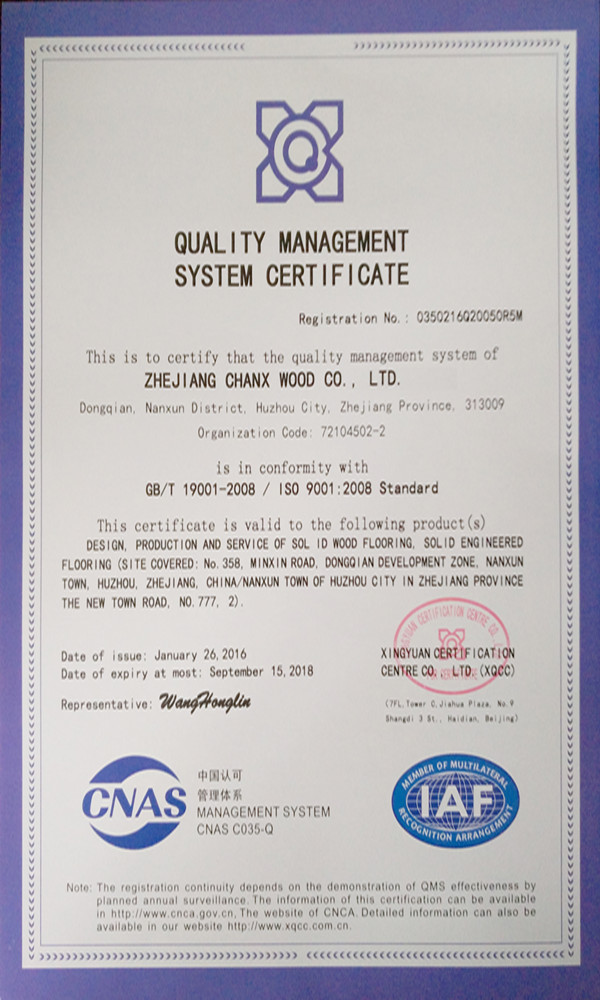 QUALITY MANAGEMENT
SYSTEM CERTIFICATE
Registration No.: 0350216Q20050R5M
This is to certify that the quality management system of
ZHEJIANG CHANX WOOD CO., LTD.
Dongqian, Nanxun District, Huzhou City, Zhejiang Province, 313009
Organization Code: 72104502-2
is in conformity with
GB/T 19001-2008 / ISO 9001:2008 Standard
This certificate is valid to the following product(s)
DESIGN, PRODUCTION AND SERVICE OF SOL ID WOOD FLOORING, SOLID ENGINEERED
FLOORING (SITE COVERED: No. 358, MINXIN ROAD, DONGQIAN DEVELOPMENT ZONE, NANXUN
TOWN, HUZHOU, ZHEJIANG, CHINA/NANXUN TOWN OF HUZHOU CITY IN ZHEJIANG PROVINCE
THE NEW TOWN ROAD, NO. 777, 2).
Date of issue: January 26, 2016
Date of expiry at most: September 15, 2018
Representative: WangHonglin
XINGYUAN CERTIFICATION
CENTRE CO., LTD. (XQCC)
(7FL, Tower C, Jiahua Plaza, No. 9
Shangdi 3 St., Haidian, Beijing)
CNAS
中国认可
管理体系
MANAGEMENT SYSTEM
CNAS C035-Q
MEMBER OF MULTILATERAL
IAF
RECOGNITION ARRANGEMENT
Note: The registration continuity depends on the demonstration of QMS effectiveness by
planned annual surveillance. The information of this certification can be available
in http://www.cnca.gov.cn, The website of CNCA. Detailed information can also be
available in our website http://www.xqcc.com.cn.